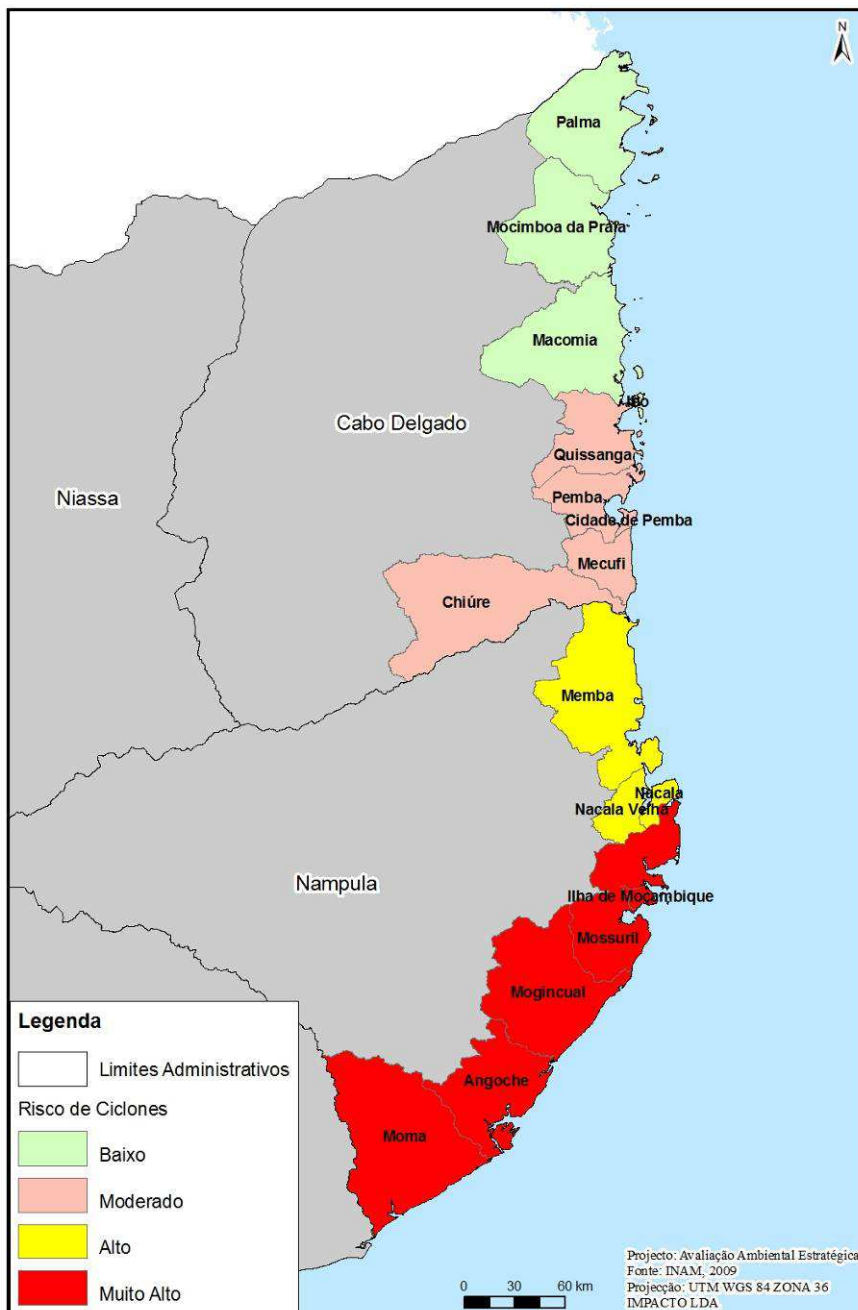 N
Palma
Mocimboa da Praia
Macomia
Ibo
Cabo Delgado
Quissanga
Niassa
Pemba
Cidade de Pemba
Mecufi
Chiúre
Memba
Nacala
Nacala Velha
Nampula
Ilha de Moçambique
Mossuril
Mogincual
Angoche
Moma
Legenda
Limites Administrativos
Risco de Ciclones
Baixo
Moderado
Alto
Muito Alto
0 30 60 km
Projecto: Avaliação Ambiental Estratégica
Fonte: INAM, 2009
Projecção: UTM WGS 84 ZONA 36
IMPACTO LDA